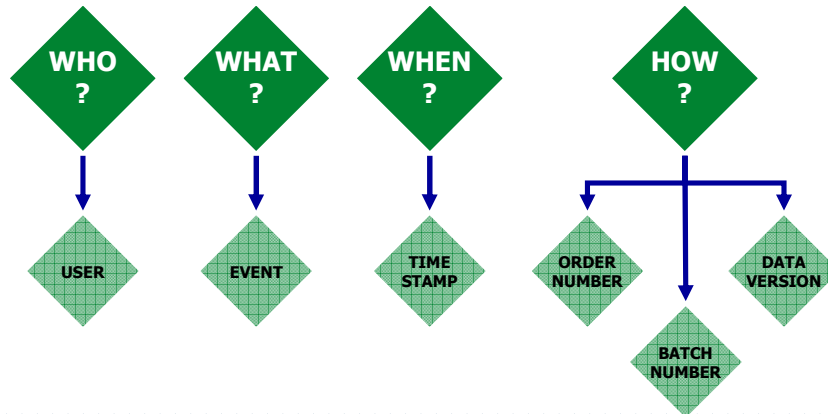 WHO
?
WHAT
?
WHEN
?
HOW
?
USER
EVENT
TIME
STAMP
ORDER
NUMBER
DATA
VERSION
BATCH
NUMBER